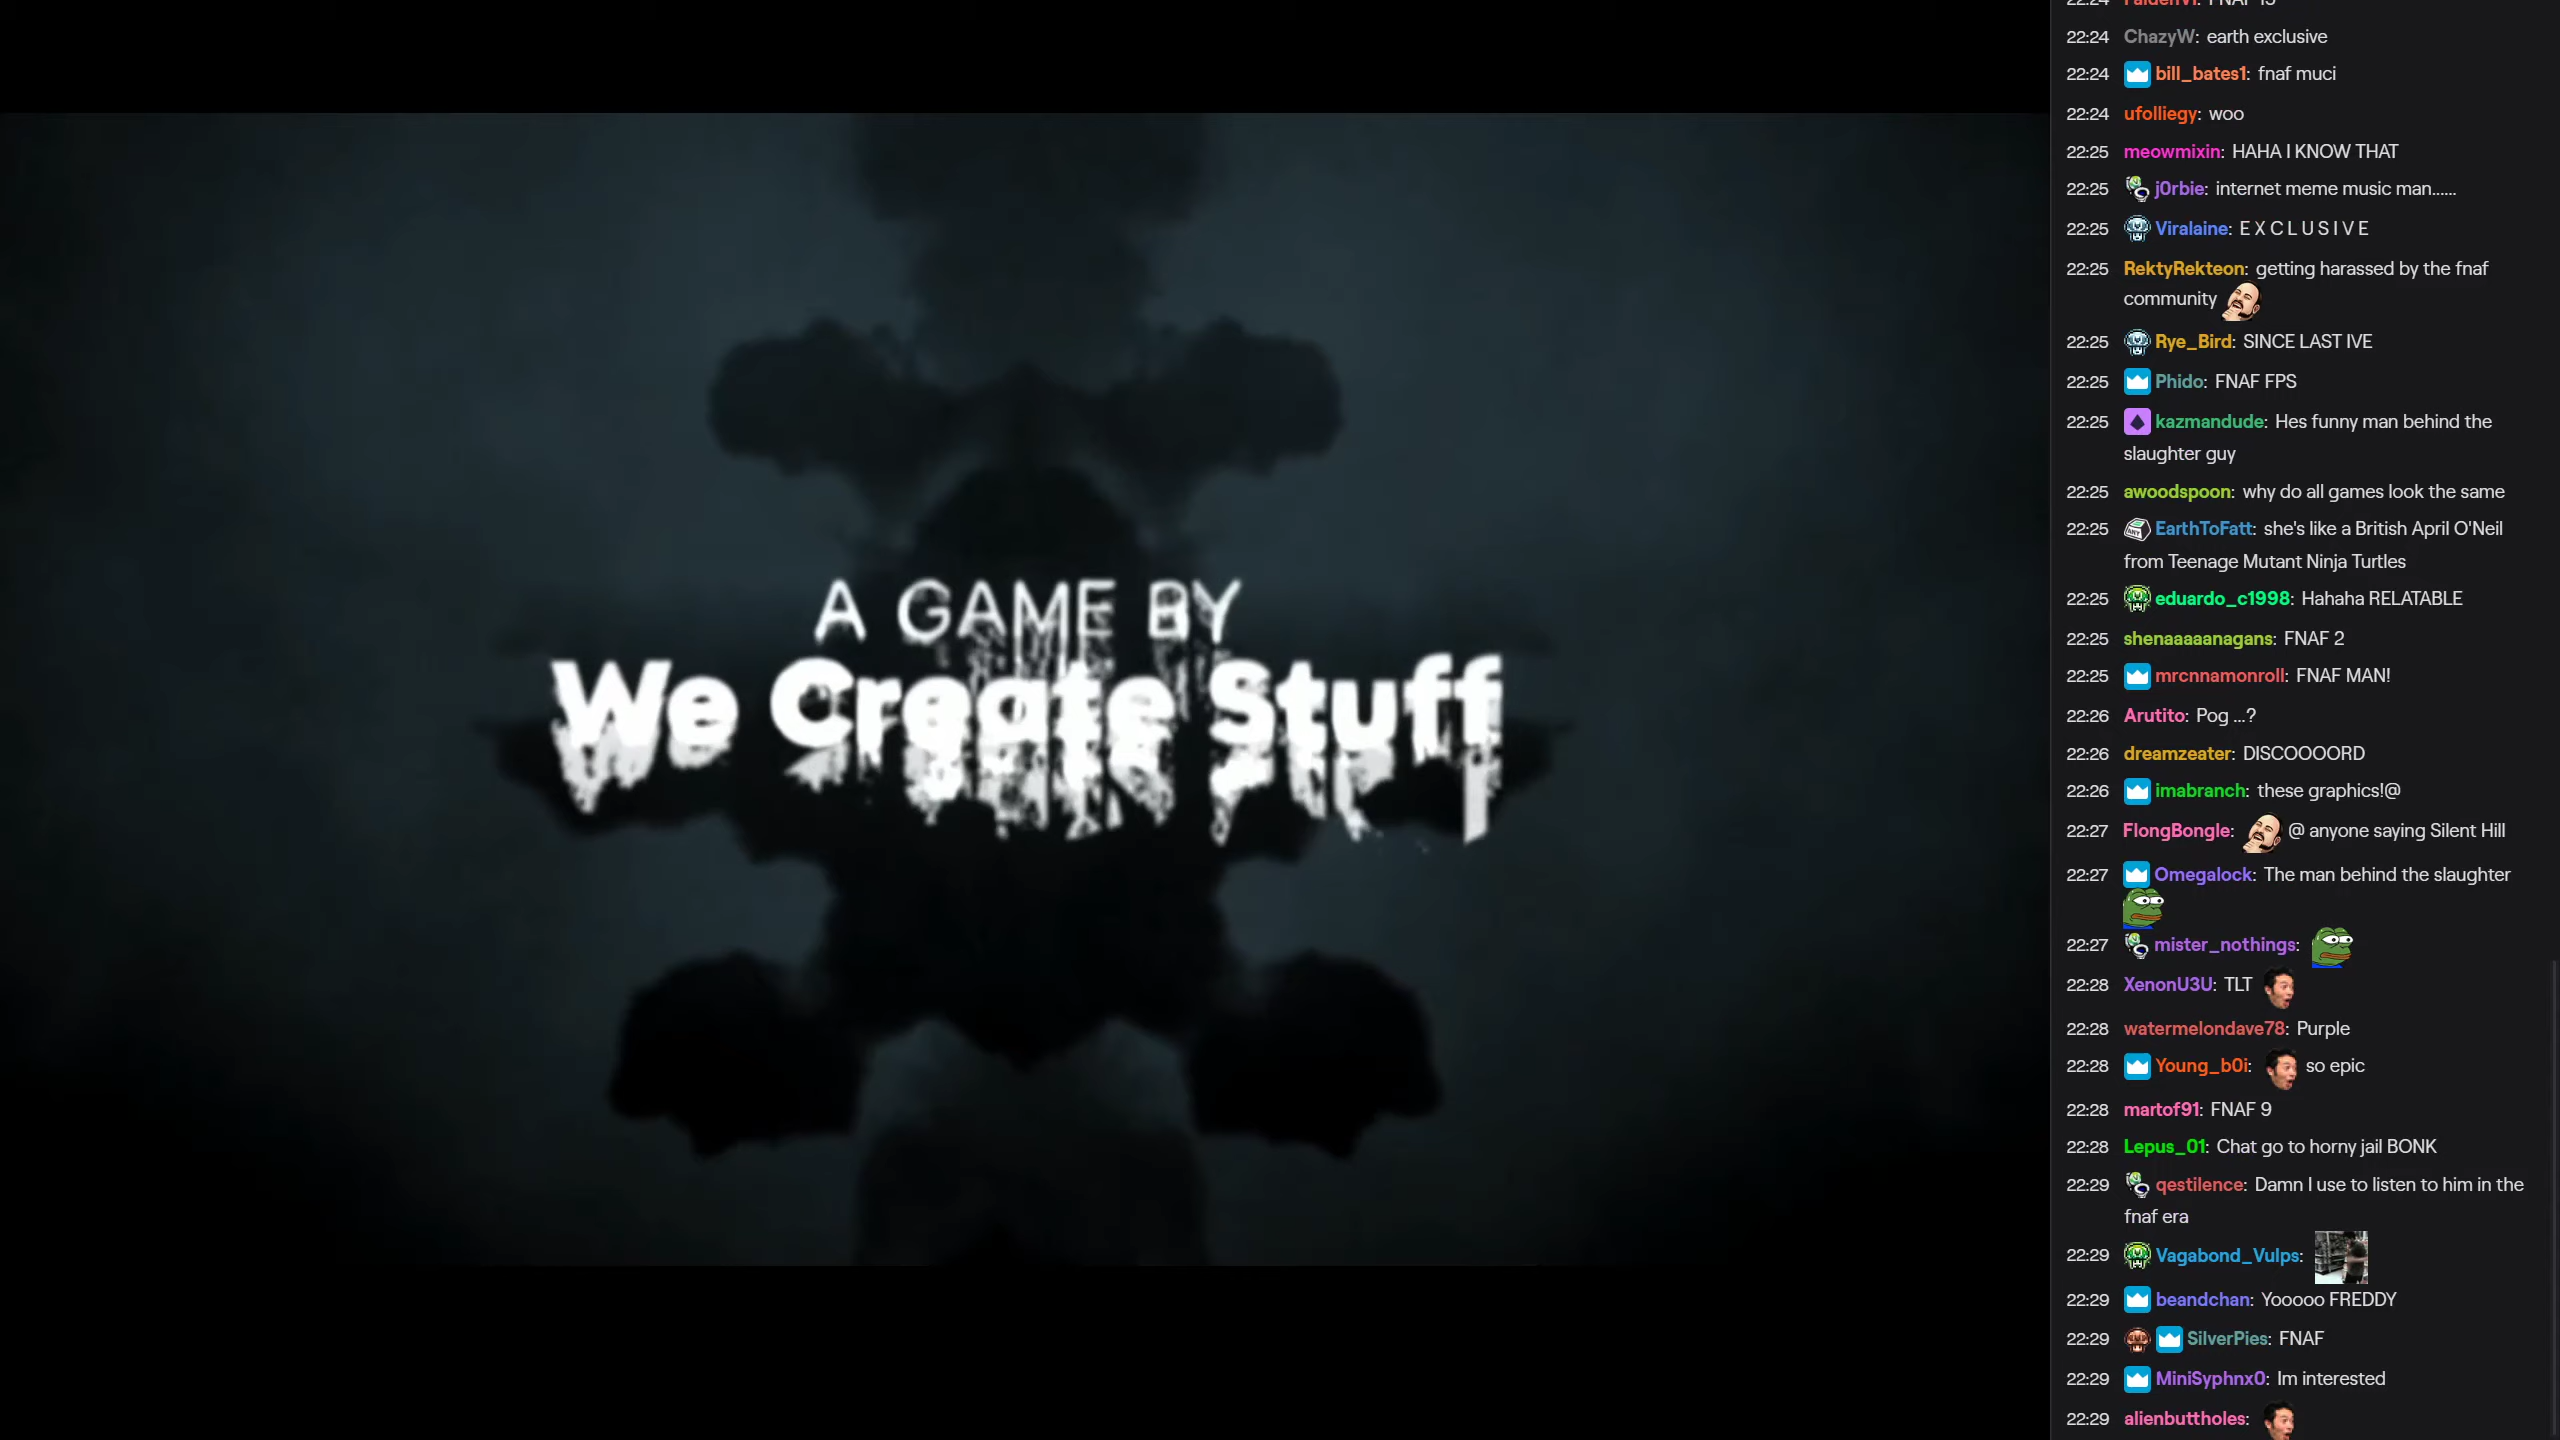 A GAME BY
We Create Stuff
22:24 ChazyW: earth exclusive
22:24 bill_bates1: fnaf muci
22:24 ufolliegy: woo
22:25 meowmixin: HAHA I KNOW THAT
22:25 j0rbie: internet meme music man......
22:25 Viralaine: E X C L U S I V E
22:25 RektyRekteon: getting harassed by the fnaf
community
22:25 Rye_Bird: SINCE LAST IVE
22:25 Phido: FNAF FPS
22:25 kazmandude: Hes funny man behind the
slaughter guy
22:25 awoodspoon: why do all games look the same
22:25 EarthToFatt: she's like a British April O'Neil
from Teenage Mutant Ninja Turtles
22:25 eduardo_c1998: Hahaha RELATABLE
22:25 shenaaaaanagans: FNAF 2
22:25 mrcnnamonroll: FNAF MAN!
22:26 Arutito: Pog ...?
22:26 dreamzeater: DISCOOOORD
22:26 imabranch: these graphics!@
22:27 FlongBongle: @ anyone saying Silent Hill
22:27 Omegalock: The man behind the slaughter
22:27 mister_nothings:
22:28 XenonU3U: TLT
22:28 watermelondave78: Purple
22:28 Young_b0i: so epic
22:28 martof91: FNAF 9
22:28 Lepus_01: Chat go to horny jail BONK
22:29 qestilence: Damn I use to listen to him in the
fnaf era
22:29 Vagabond_Vulps:
22:29 beandchan: Yooooo FREDDY
22:29 SilverPies: FNAF
22:29 MiniSyphnx0: Im interested
22:29 alienbuttholes: